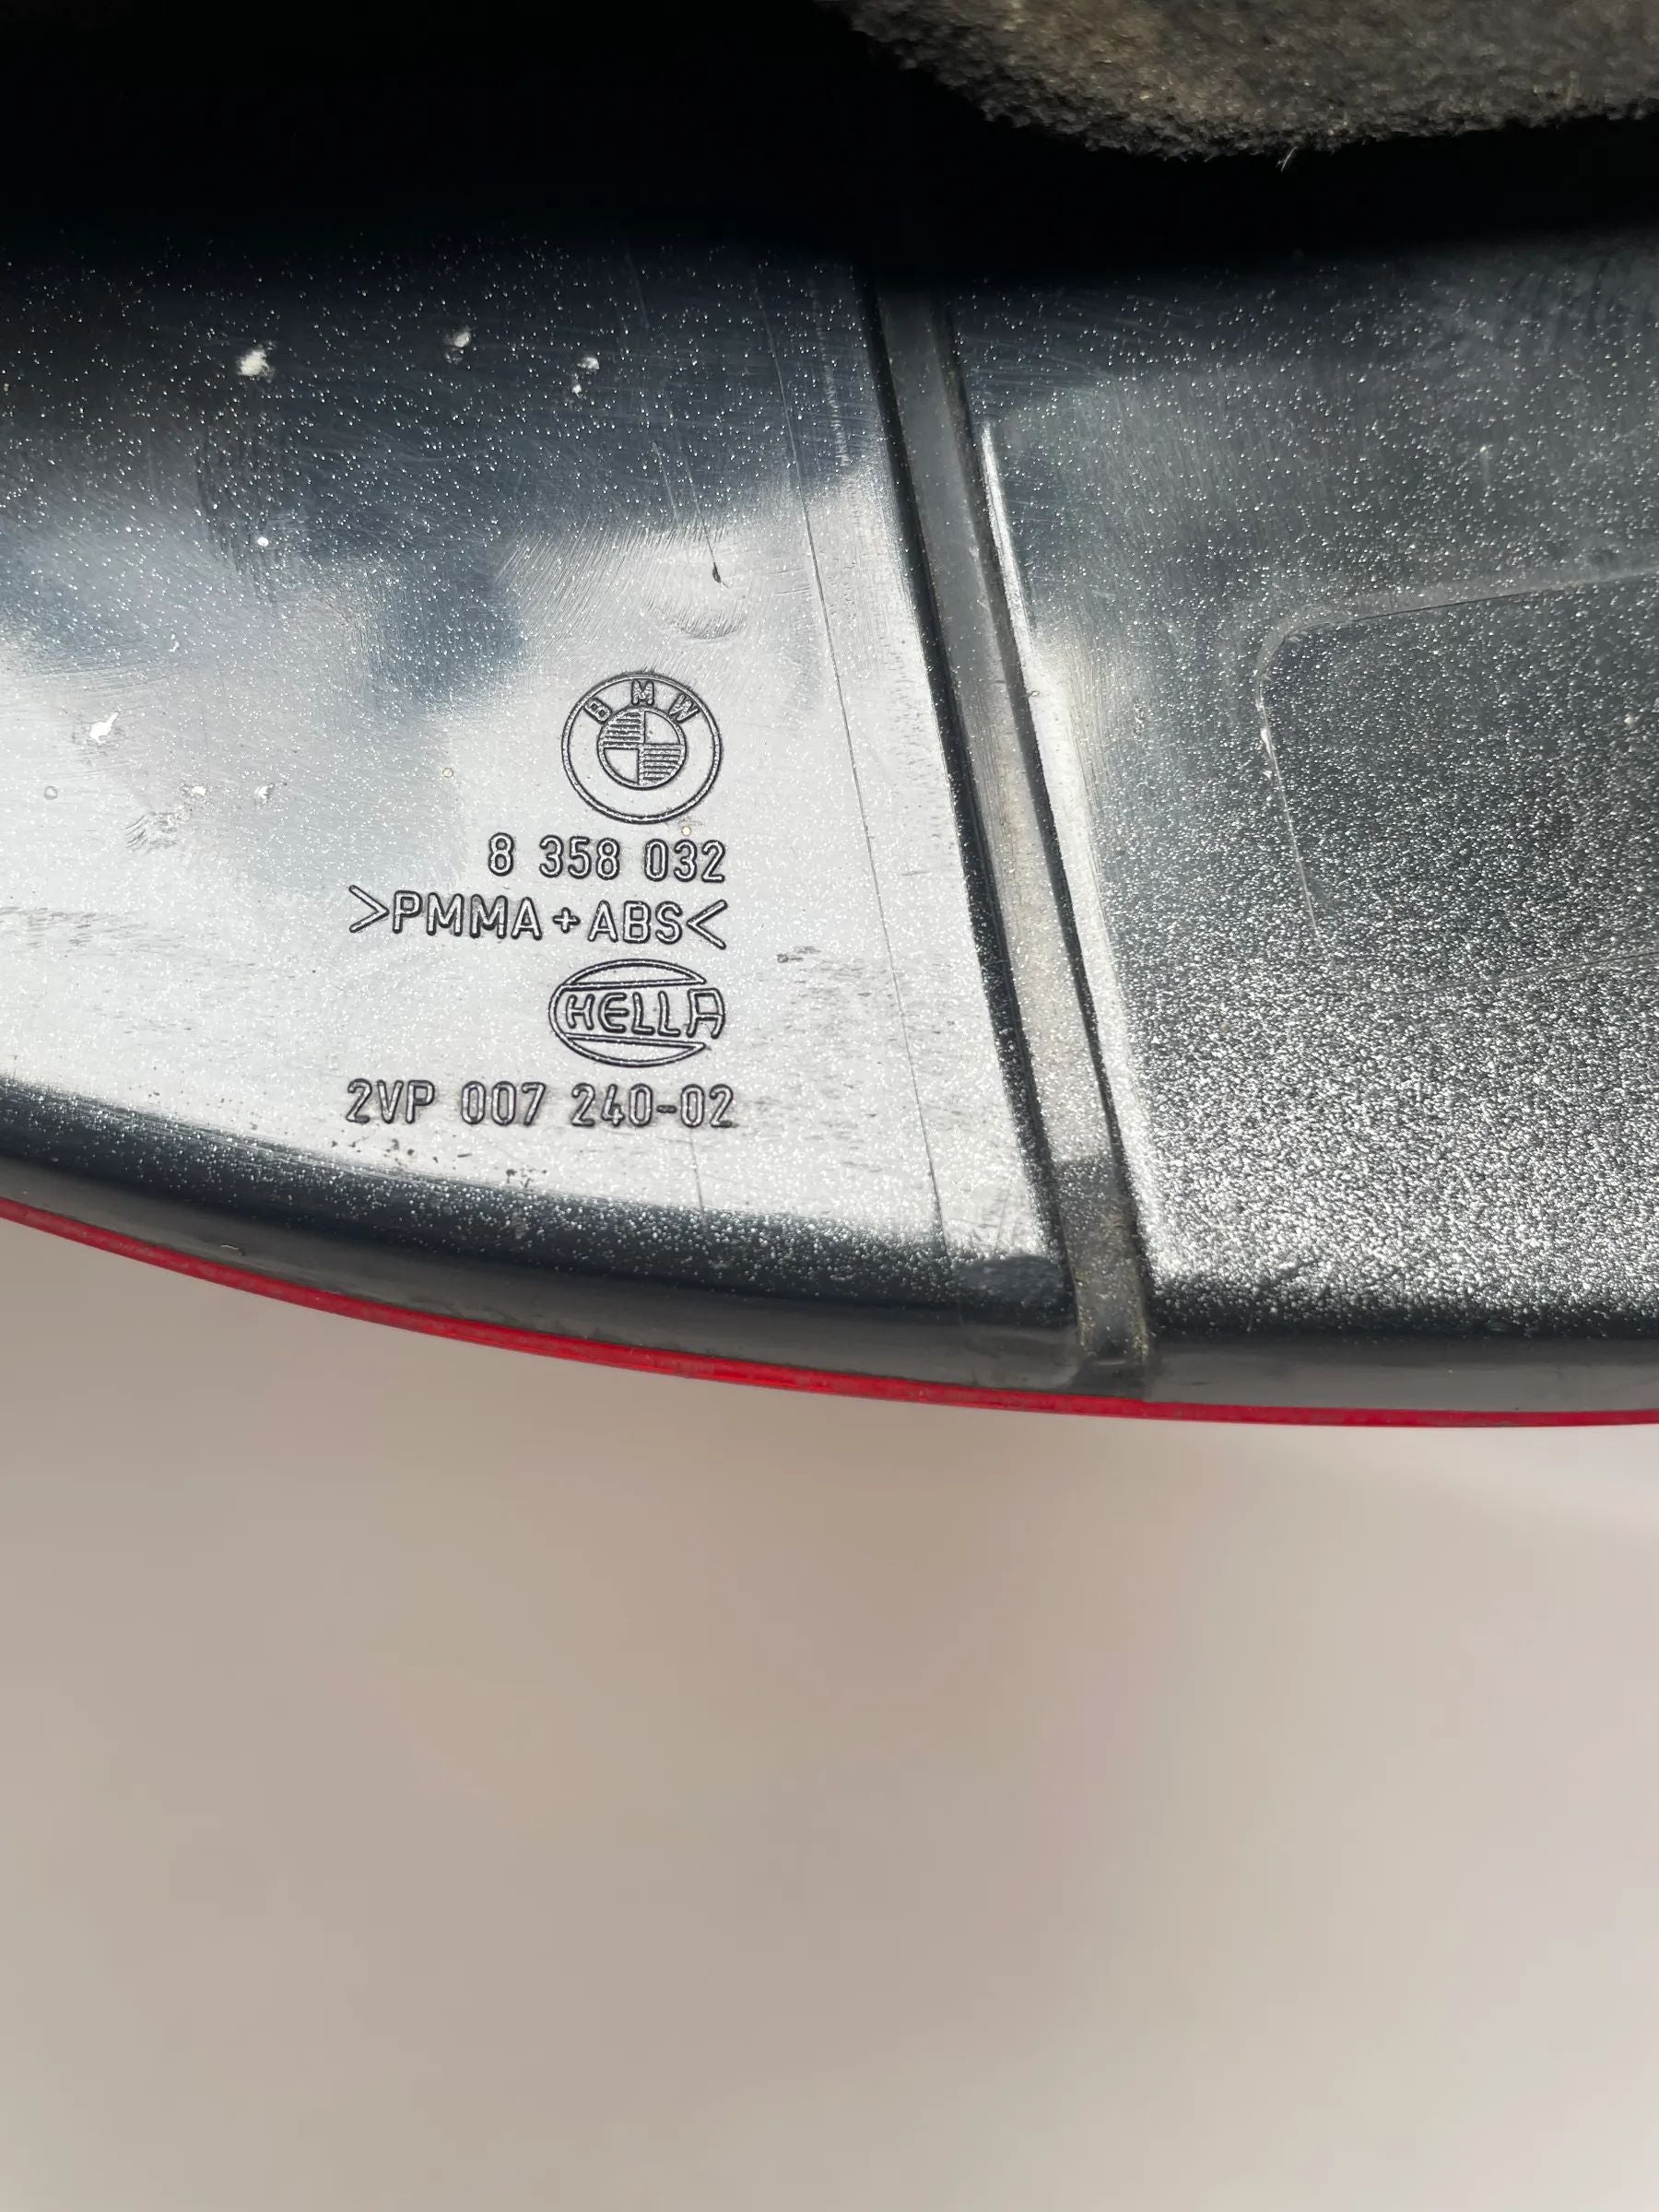 BMW
8 358 032
>PMMA+ABS<
HELLA
2VP 007 240-02